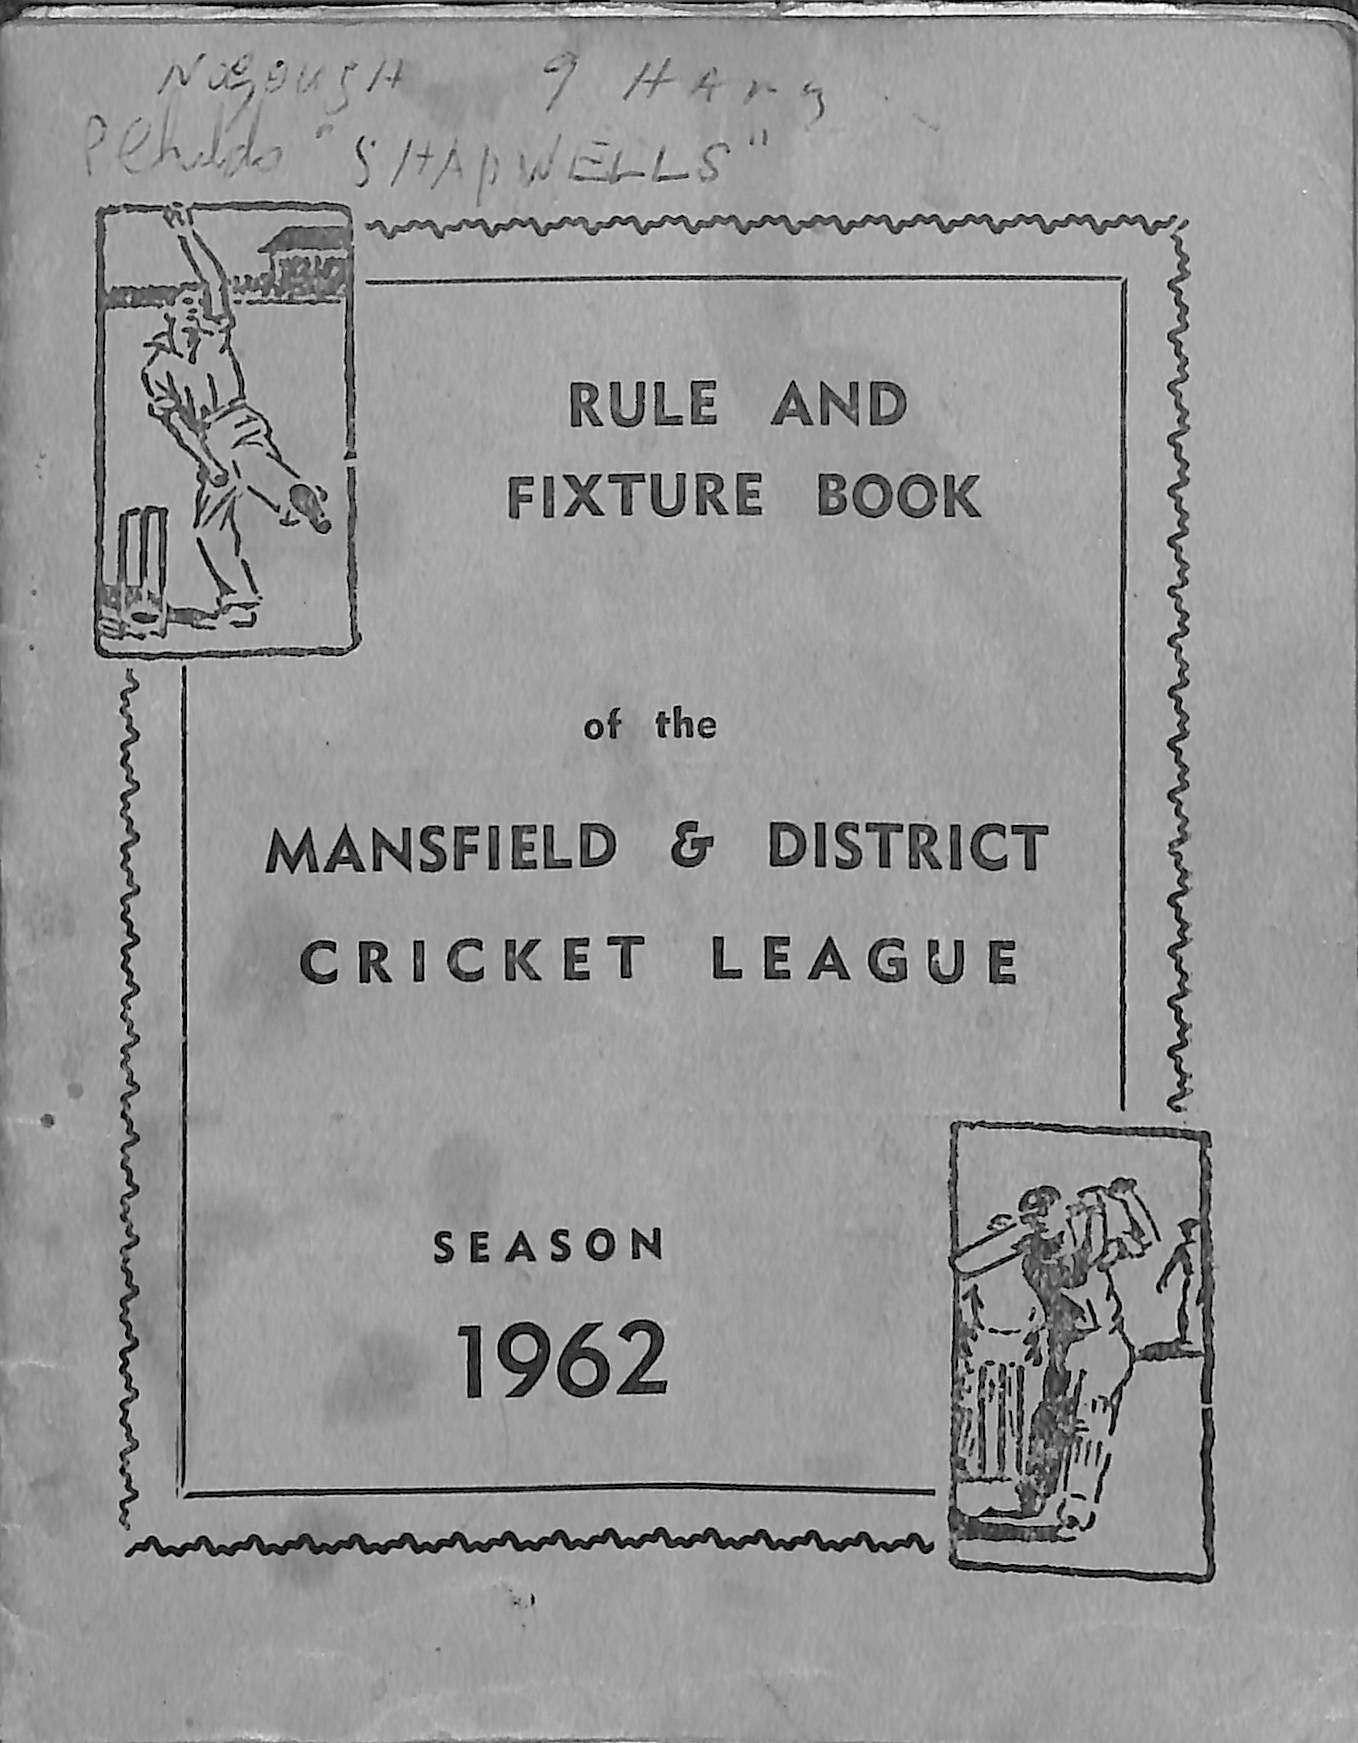 "SHAPWELLS"
RULE AND
FIXTURE BOOK
of the
MANSFIELD & DISTRICT
CRICKET LEAGUE
SEASON
1962